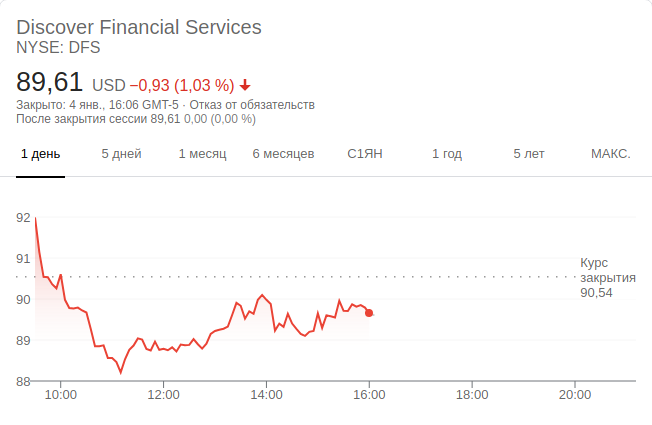 Discover Financial Services
NYSE: DFS
89,61 USD −0,93 (1,03 %)
Закрыто: 4 янв., 16:06 GMT-5 · Отказ от обязательств
После закрытия сессии 89,61 0,00 (0,00 %)
1 день 5 дней 1 месяц 6 месяцев С1ЯН 1 год 5 лет МАКС.
92
91
Курс
закрытия
90,54
90
89
88
10:00 12:00 14:00 16:00 18:00 20:00